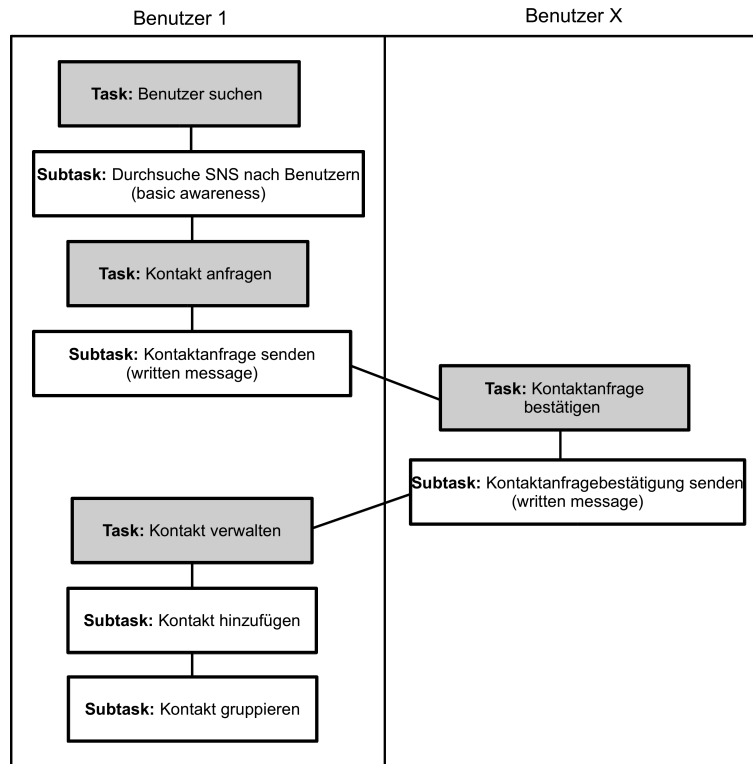 Benutzer 1
Benutzer X
Task: Benutzer suchen
Subtask: Durchsuche SNS nach Benutzern
(basic awareness)
Task: Kontakt anfragen
Subtask: Kontaktanfrage senden
(written message)
Task: Kontaktanfrage
bestätigen
Subtask: Kontaktanfragebestätigung senden
(written message)
Task: Kontakt verwalten
Subtask: Kontakt hinzufügen
Subtask: Kontakt gruppieren